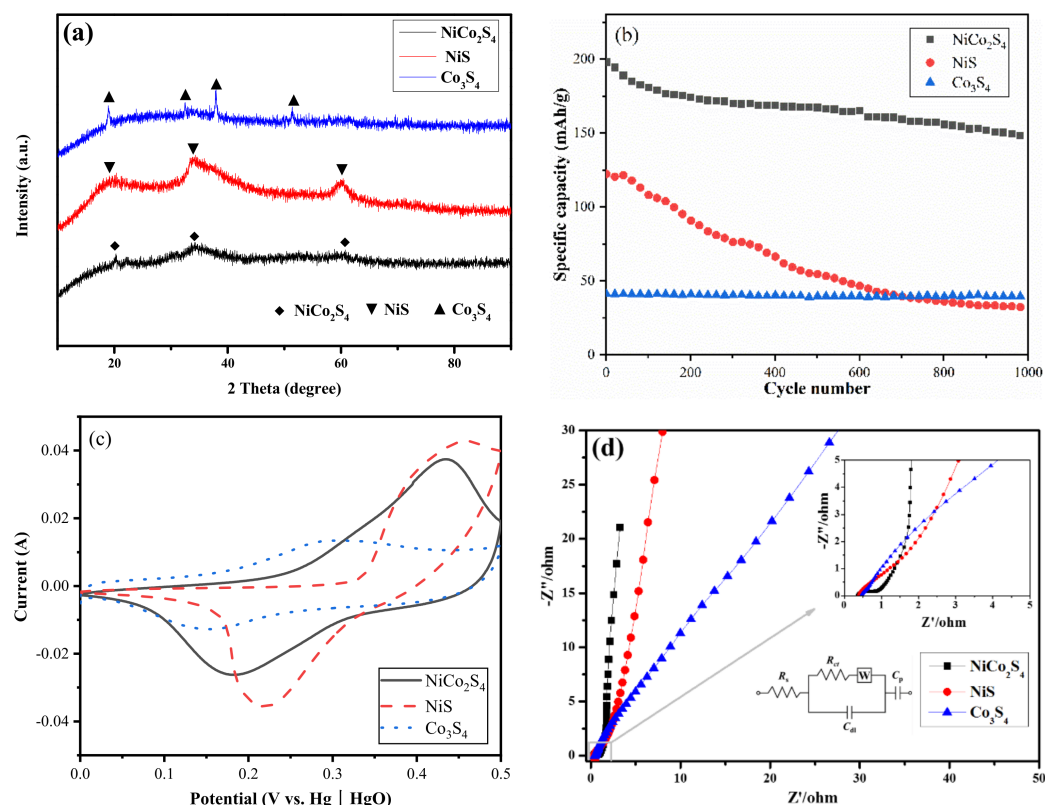 (a)
NiCo₂S₄
NiS
Co₃S₄
Intensity (a.u.)
NiCo₂S₄ NiS Co₃S₄
20 40 60 80
2 Theta (degree)
(b)
NiCo₂S₄
NiS
Co₃S₄
Specific capacity (mAh/g)
200
150
100
50
0
0 200 400 600 800 1000
Cycle number
(c)
Current (A)
0.04
0.02
0.00
-0.02
-0.04
NiCo₂S₄
NiS
Co₃S₄
0.0 0.1 0.2 0.3 0.4 0.5
Potential (V vs. Hg | HgO)
(d)
-Z''/ohm
30
25
20
15
10
5
0
-Z''/ohm
5
4
3
2
1
0
0 1 2 3 4 5
Z'/ohm
Rs Rct W Cp
Cdl
NiCo₂S₄
NiS
Co₃S₄
0 10 20 30 40 50
Z'/ohm